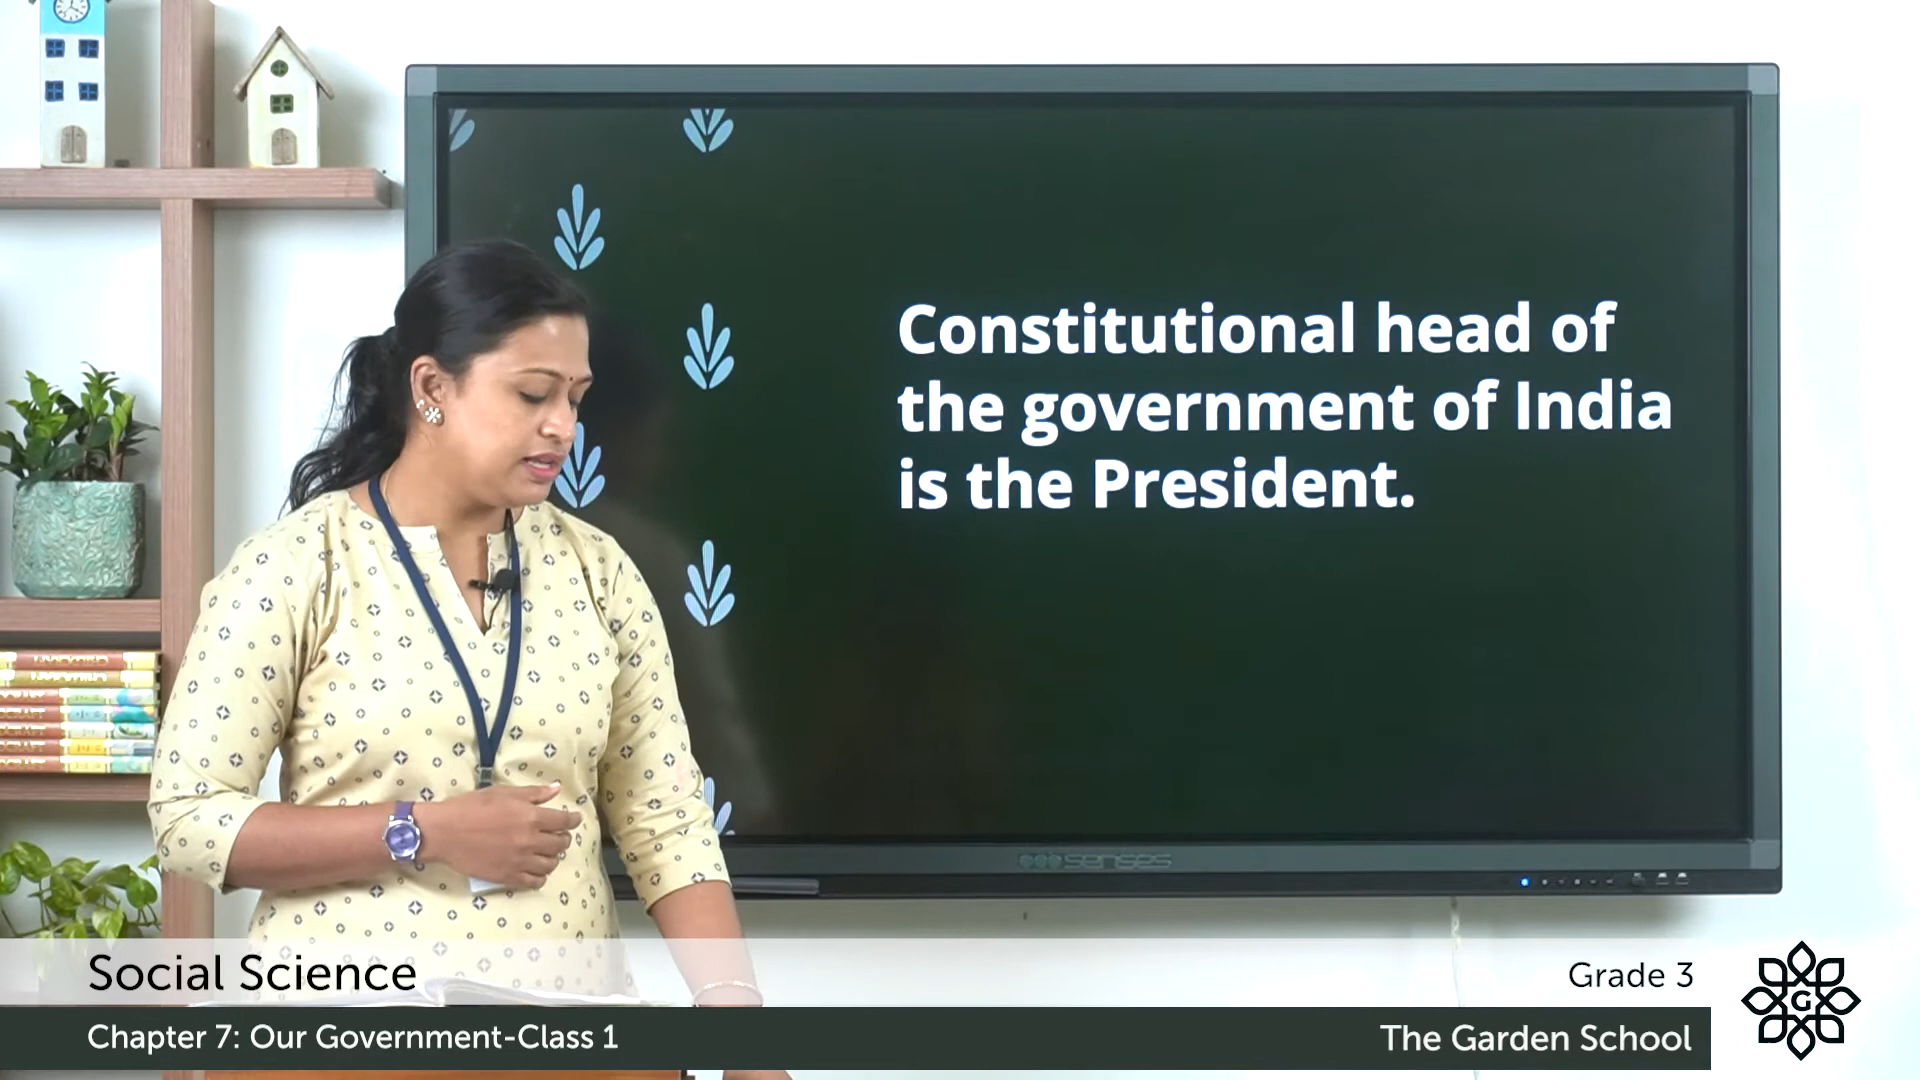 Constitutional head of
the government of India
is the President.
Social Science
Grade 3
Chapter 7: Our Government-Class 1
The Garden School
G